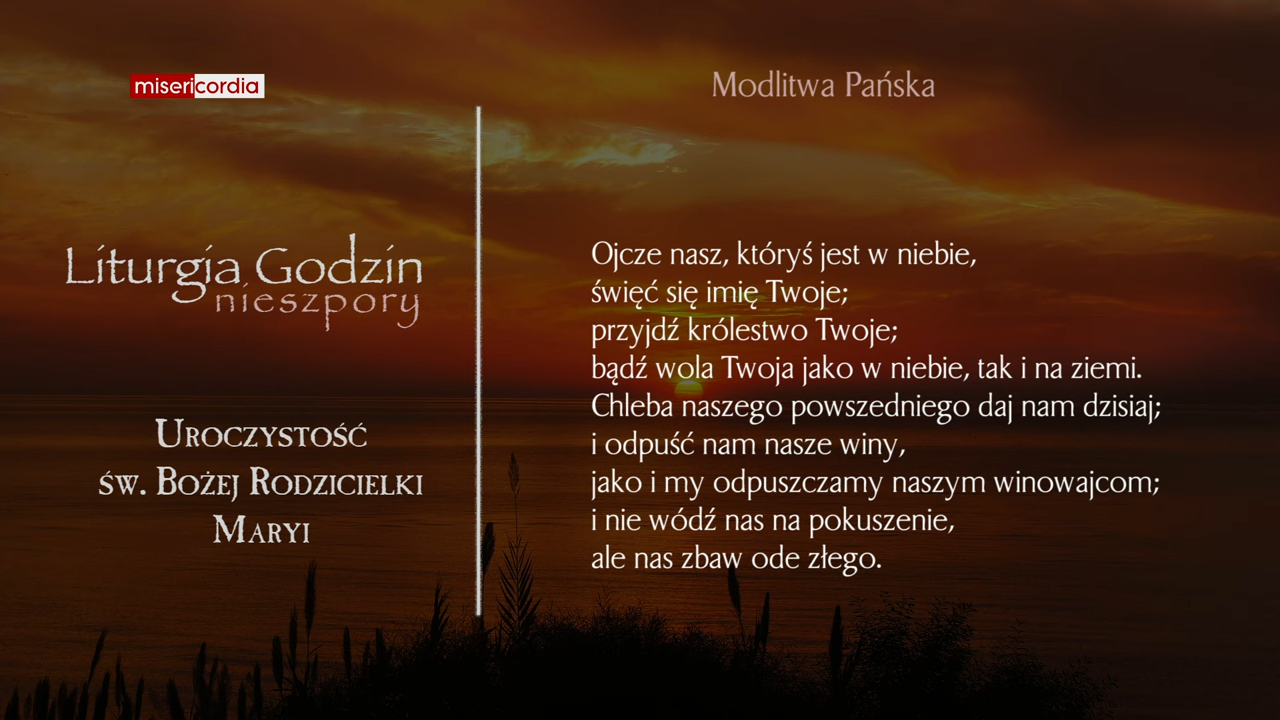 misericordia
Liturgia Godzin
nieszpory
Uroczystość
św. Bożej Rodzicielki
Maryi
Modlitwa Pańska
Ojcze nasz, któryś jest w niebie,
święć się imię Twoje;
przyjdź królestwo Twoje;
bądź wola Twoja jako w niebie, tak i na ziemi.
Chleba naszego powszedniego daj nam dzisiaj;
i odpuść nam nasze winy,
jako i my odpuszczamy naszym winowajcom;
i nie wódź nas na pokuszenie,
ale nas zbaw ode złego.